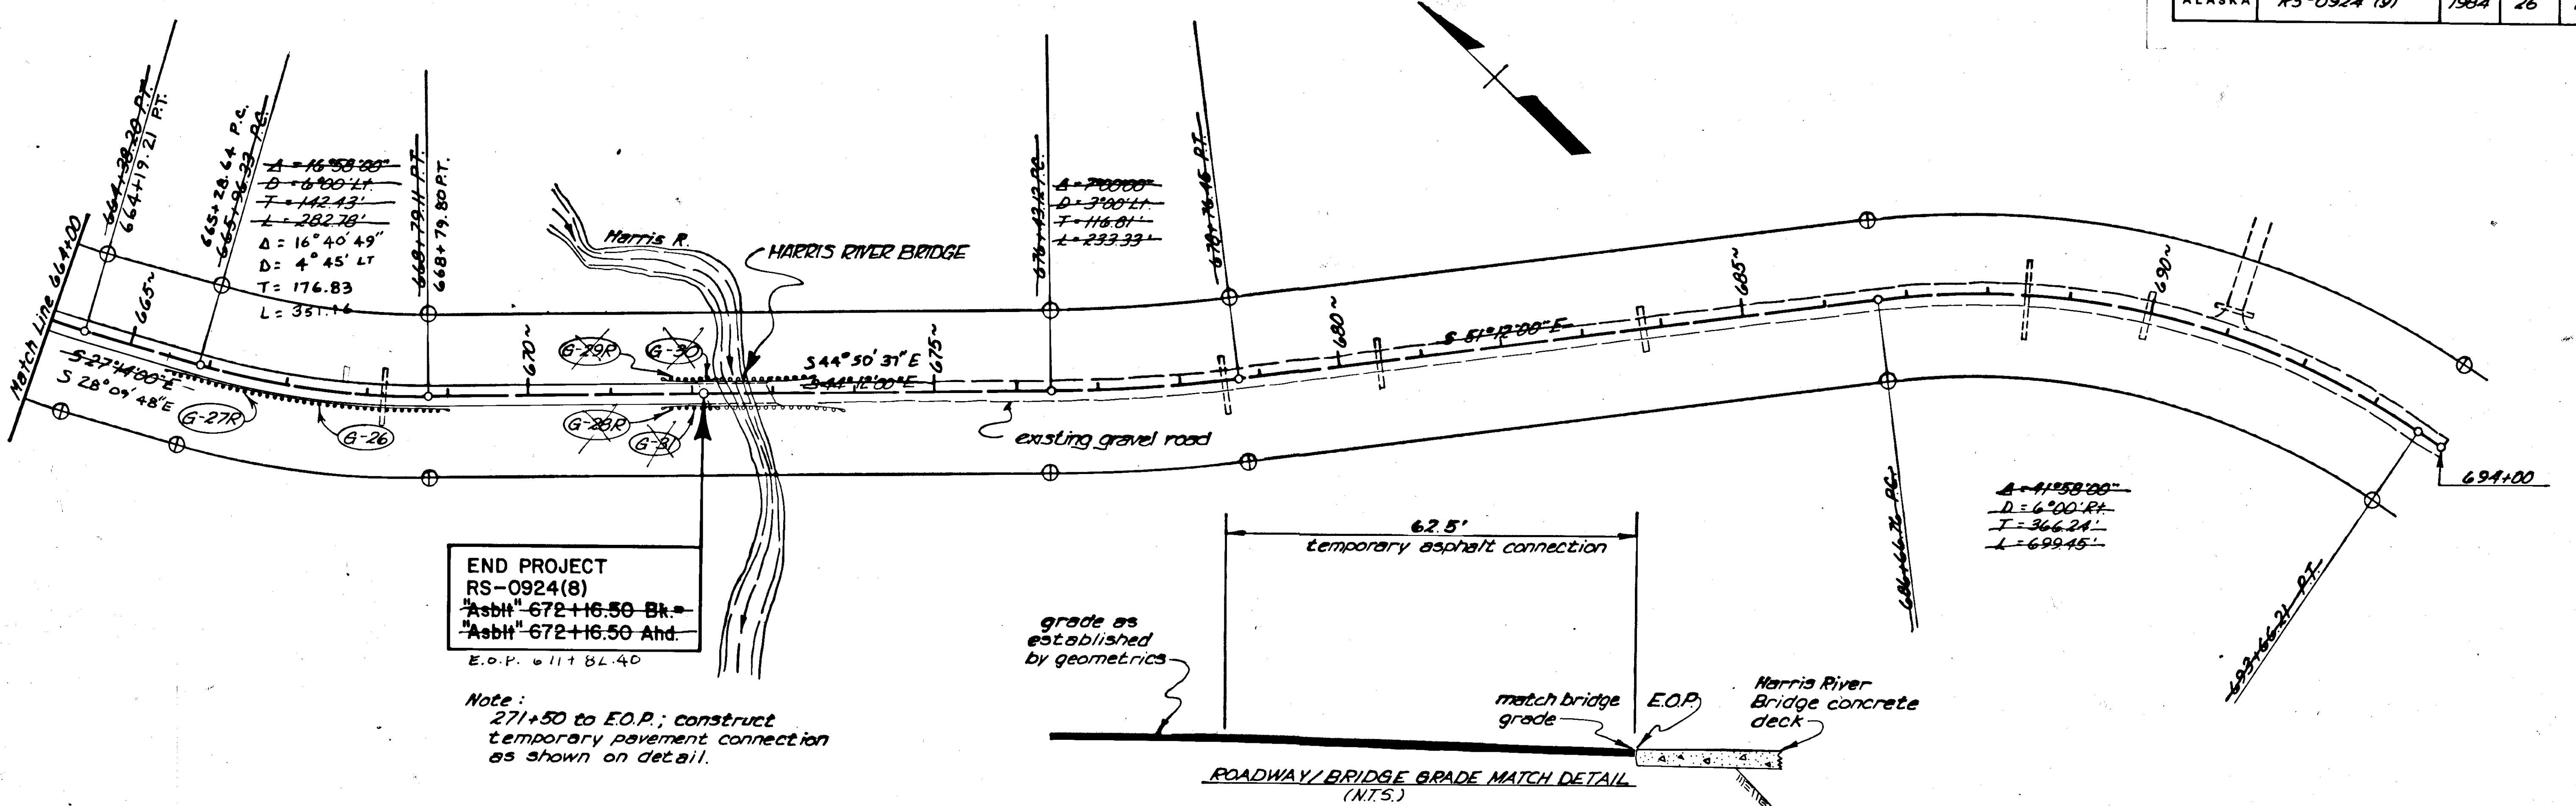 ALASKA RS-0924 (9) 1984 26
664+38.20 P.T.
664+19.21 P.T.
665+28.64 P.C.
665+96.33 P.C.
Δ = 16°58'00"
D = 6°00' Lt.
T = 142.43'
L = 282.78'
Δ = 16°40'49"
D = 4°45' LT
T = 176.83
L = 351.16
668+79.11 P.T.
668+79.80 P.T.
Harris R.
HARRIS RIVER BRIDGE
676+43.12 P.C.
Δ = 7°00'00"
D = 3°00' Lt.
T = 116.81'
L = 233.33'
678+76.45 P.T.
Match Line 664+00
665~
670~
675~
680~
685~
690~
S 27°14'00" E
S 28°09'48" E
G-27R
G-26
G-29R
G-30
G-28R
G-31
S 44°50'37" E
S 44°12'00" E
S 51°12'00" E
existing gravel road
694+00
686+66.76 P.C.
Δ = 41°58'00"
D = 6°00' Rt.
T = 366.24'
L = 699.45'
693+66.21 P.T.
END PROJECT
RS-0924(8)
"Asblt" 672+16.50 Bk. =
"Asblt" 672+16.50 Ahd.
E.O.P.
Note :
271+50 to E.O.P.; construct
temporary pavement connection
as shown on detail.
62.5'
temporary asphalt connection
grade as
established
by geometrics
match bridge
grade
E.O.P.
Harris River
Bridge concrete
deck
ROADWAY/BRIDGE GRADE MATCH DETAIL
(N.T.S.)